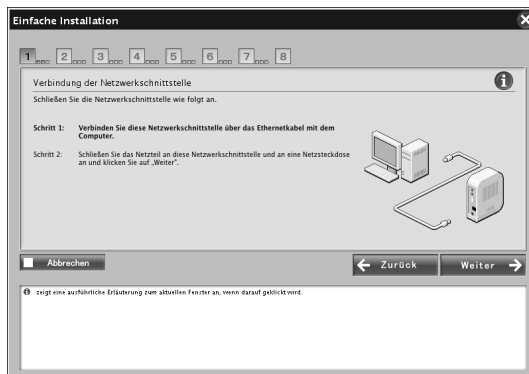 Einfache Installation
1 2 3 4 5 6 7 8
Verbindung der Netzwerkschnittstelle
Schließen Sie die Netzwerkschnittstelle wie folgt an.
Schritt 1: Verbinden Sie diese Netzwerkschnittstelle über das Ethernetkabel mit dem
Computer.
Schritt 2: Schließen Sie das Netzteil an diese Netzwerkschnittstelle und an eine Netzsteckdose
an und klicken Sie auf „Weiter".
Abbrechen
Zurück
Weiter
zeigt eine ausführliche Erläuterung zum aktuellen Fenster an, wenn darauf geklickt wird.